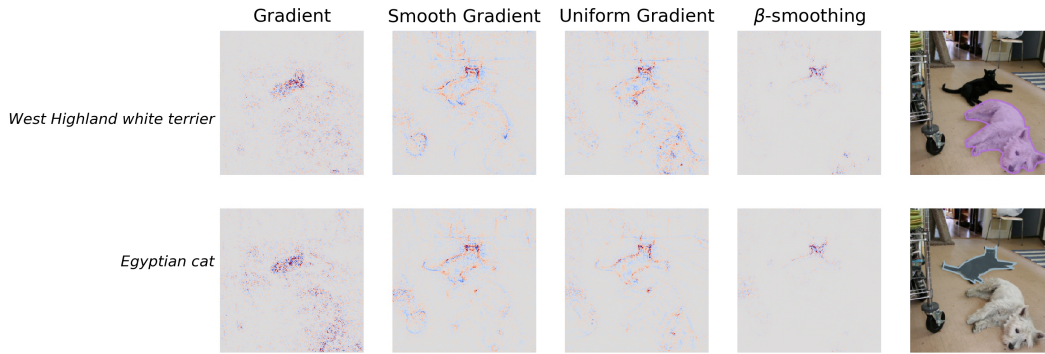 Gradient Smooth Gradient Uniform Gradient β-smoothing
West Highland white terrier
Egyptian cat